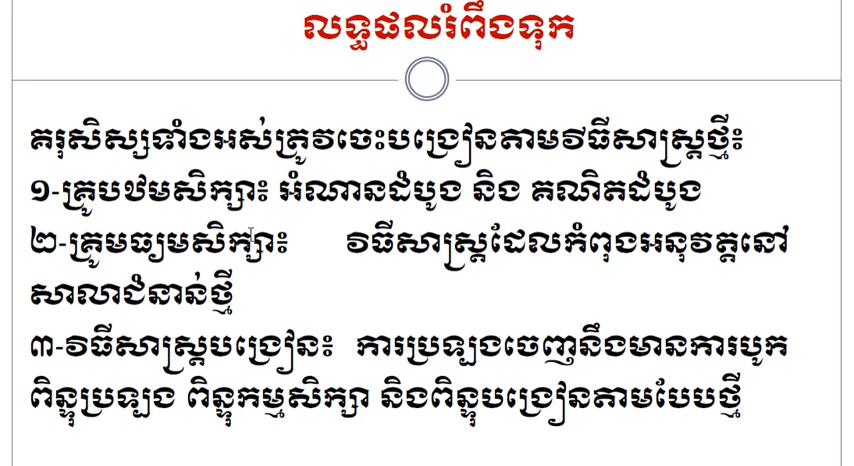 លទ្ធផលរំពឹងទុក
គរុសិស្សទាំងអស់ត្រូវចេះបង្រៀនតាមវិធីសាស្ត្រថ្មី៖
១-គ្រូបឋមសិក្សា៖ អំណានដំបូង និង គណិតដំបូង
២-គ្រូមធ្យមសិក្សា៖ វិធីសាស្ត្រដែលកំពុងអនុវត្តនៅ
សាលាជំនាន់ថ្មី
៣-វិធីសាស្ត្របង្រៀន៖ ការប្រឡងចេញនឹងមានការបូក
ពិន្ទុប្រឡង ពិន្ទុកម្មសិក្សា និងពិន្ទុបង្រៀនតាមបែបថ្មី